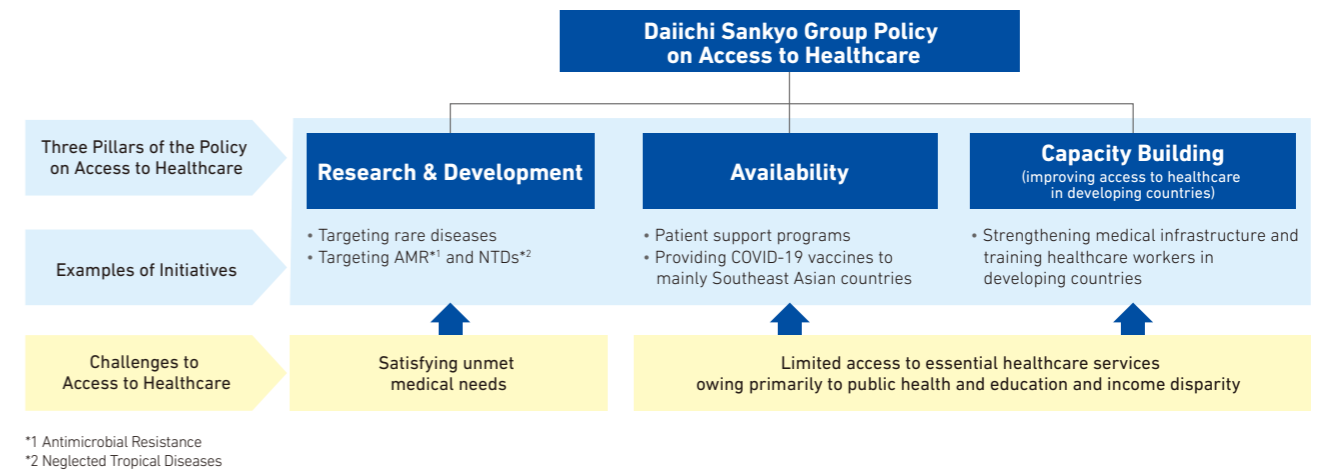 Daiichi Sankyo Group Policy
on Access to Healthcare
Three Pillars of the Policy
on Access to Healthcare
Research & Development
Availability
Capacity Building
(improving access to healthcare
in developing countries)
Examples of Initiatives
• Targeting rare diseases
• Targeting AMR*1 and NTDs*2
• Patient support programs
• Providing COVID-19 vaccines to
mainly Southeast Asian countries
• Strengthening medical infrastructure and
training healthcare workers in
developing countries
Challenges to
Access to Healthcare
Satisfying unmet
medical needs
Limited access to essential healthcare services
owing primarily to public health and education and income disparity
*1 Antimicrobial Resistance
*2 Neglected Tropical Diseases